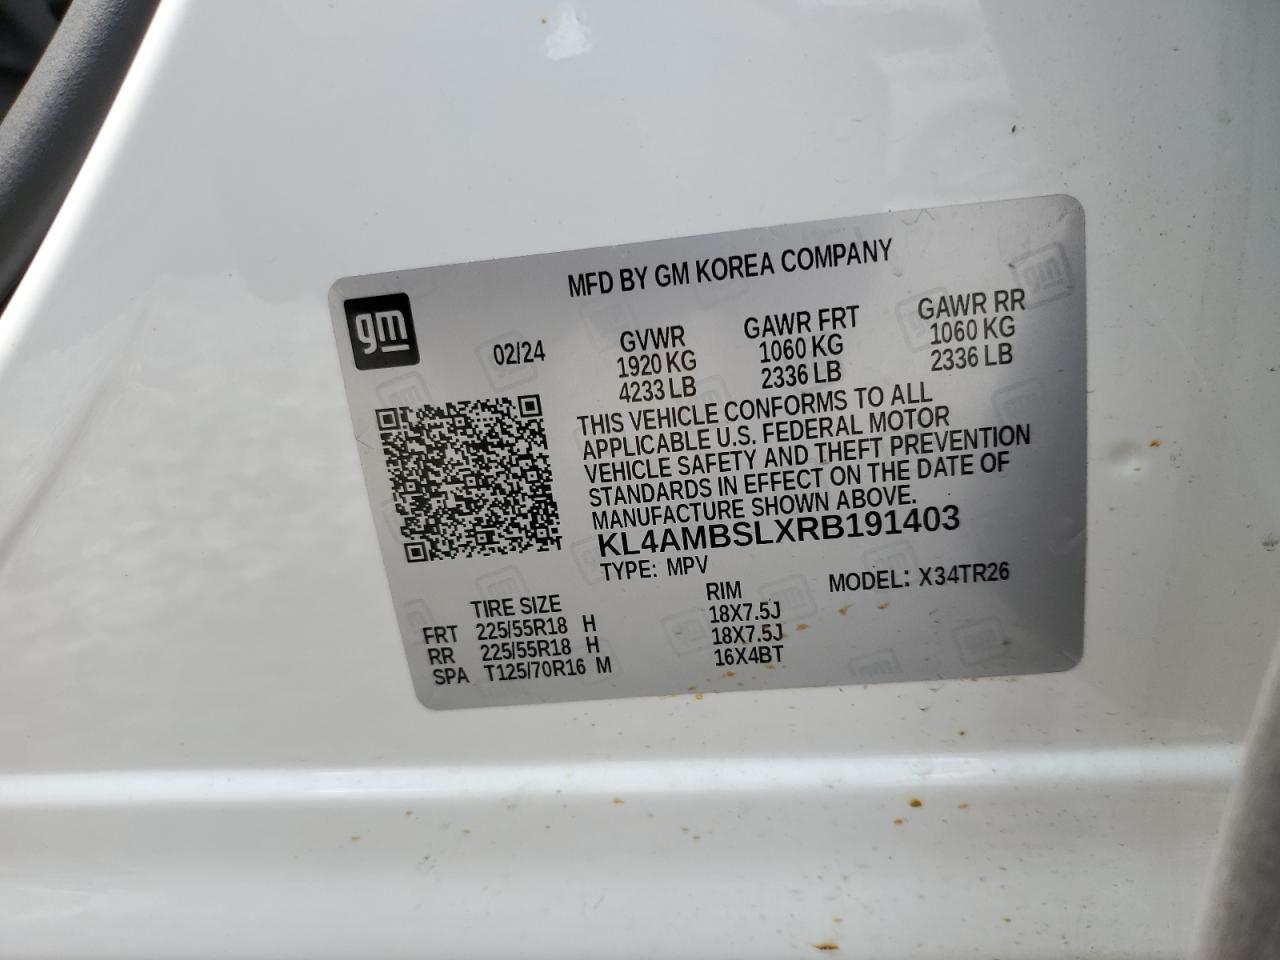 MFD BY GM KOREA COMPANY
gm
02/24
GVWR
1920 KG
4233 LB
GAWR FRT
1060 KG
2336 LB
GAWR RR
1060 KG
2336 LB
THIS VEHICLE CONFORMS TO ALL
APPLICABLE U.S. FEDERAL MOTOR
VEHICLE SAFETY AND THEFT PREVENTION
STANDARDS IN EFFECT ON THE DATE OF
MANUFACTURE SHOWN ABOVE.
KL4AMBSLXRB191403
TYPE: MPV
MODEL: X34TR26
TIRE SIZE RIM
FRT 225/55R18 H 18X7.5J
RR 225/55R18 H 18X7.5J
SPA T125/70R16 M 16X4BT